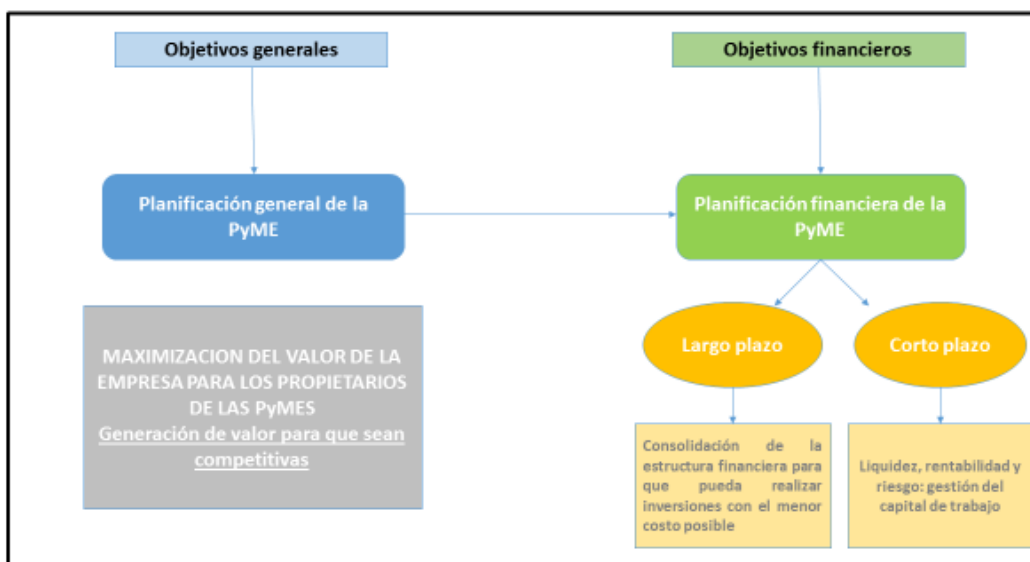 Objetivos generales
Objetivos financieros
Planificación general de la
PyME
Planificación financiera de la
PyME
MAXIMIZACION DEL VALOR DE LA
EMPRESA PARA LOS PROPIETARIOS
DE LAS PyMES
Generación de valor para que sean
competitivas
Largo plazo
Corto plazo
Consolidación de la
estructura financiera para
que pueda realizar
inversiones con el menor
costo posible
Liquidez, rentabilidad y
riesgo: gestión del
capital de trabajo